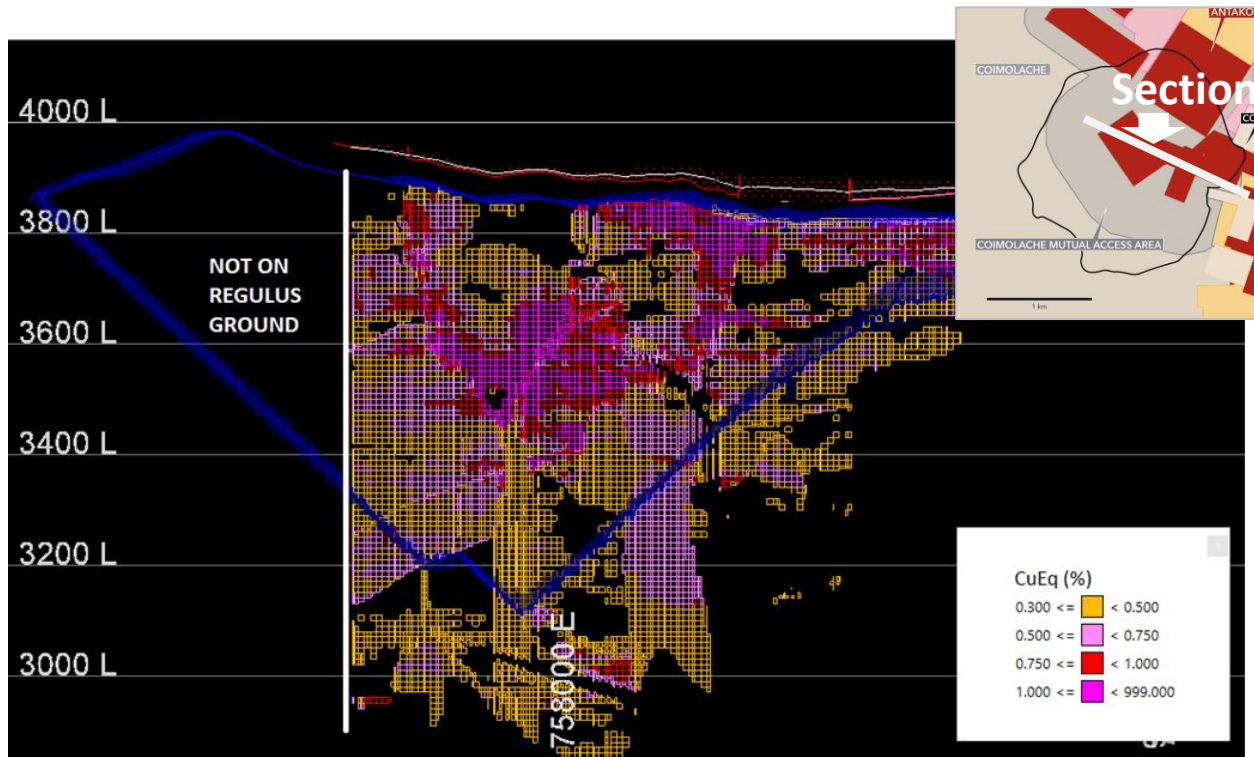 4000 L
3800 L
3600 L
3400 L
3200 L
3000 L
NOT ON
REGULUS
GROUND
758000 E
ANTAKO
COIMOLACHE
Section
COIMOLACHE MUTUAL ACCESS AREA
1 km
CuEq (%)
0.300 <= < 0.500
0.500 <= < 0.750
0.750 <= < 1.000
1.000 <= < 999.000